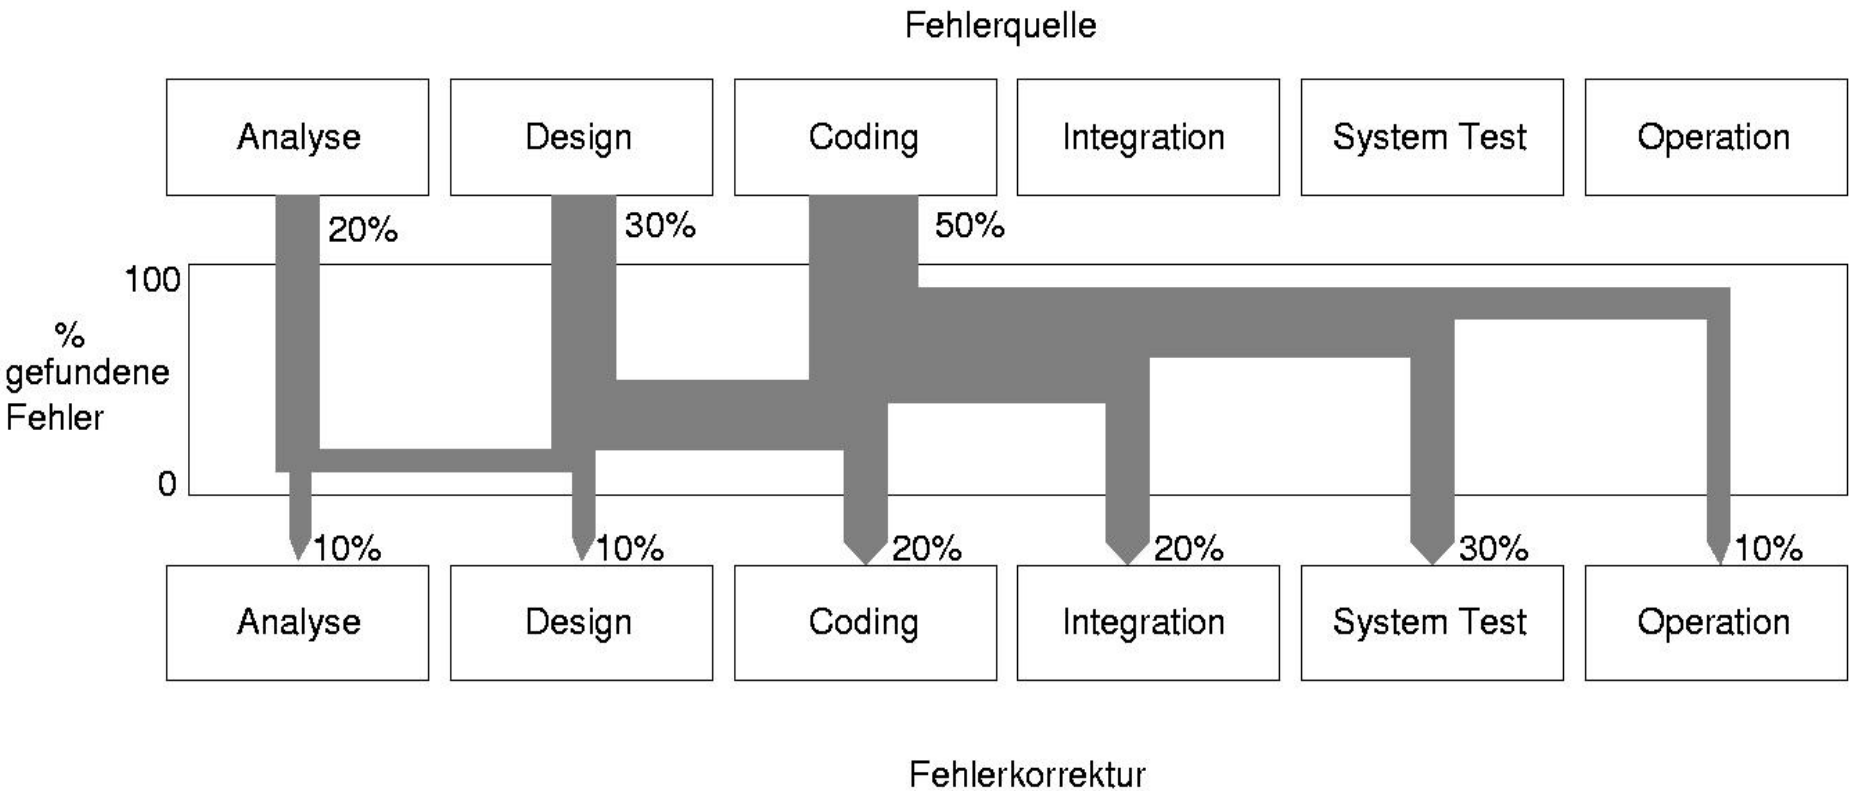 Fehlerquelle
Analyse
Design
Coding
Integration
System Test
Operation
20%
30%
50%
100
%
gefundene
Fehler
0
10%
10%
20%
20%
30%
10%
Analyse
Design
Coding
Integration
System Test
Operation
Fehlerkorrektur